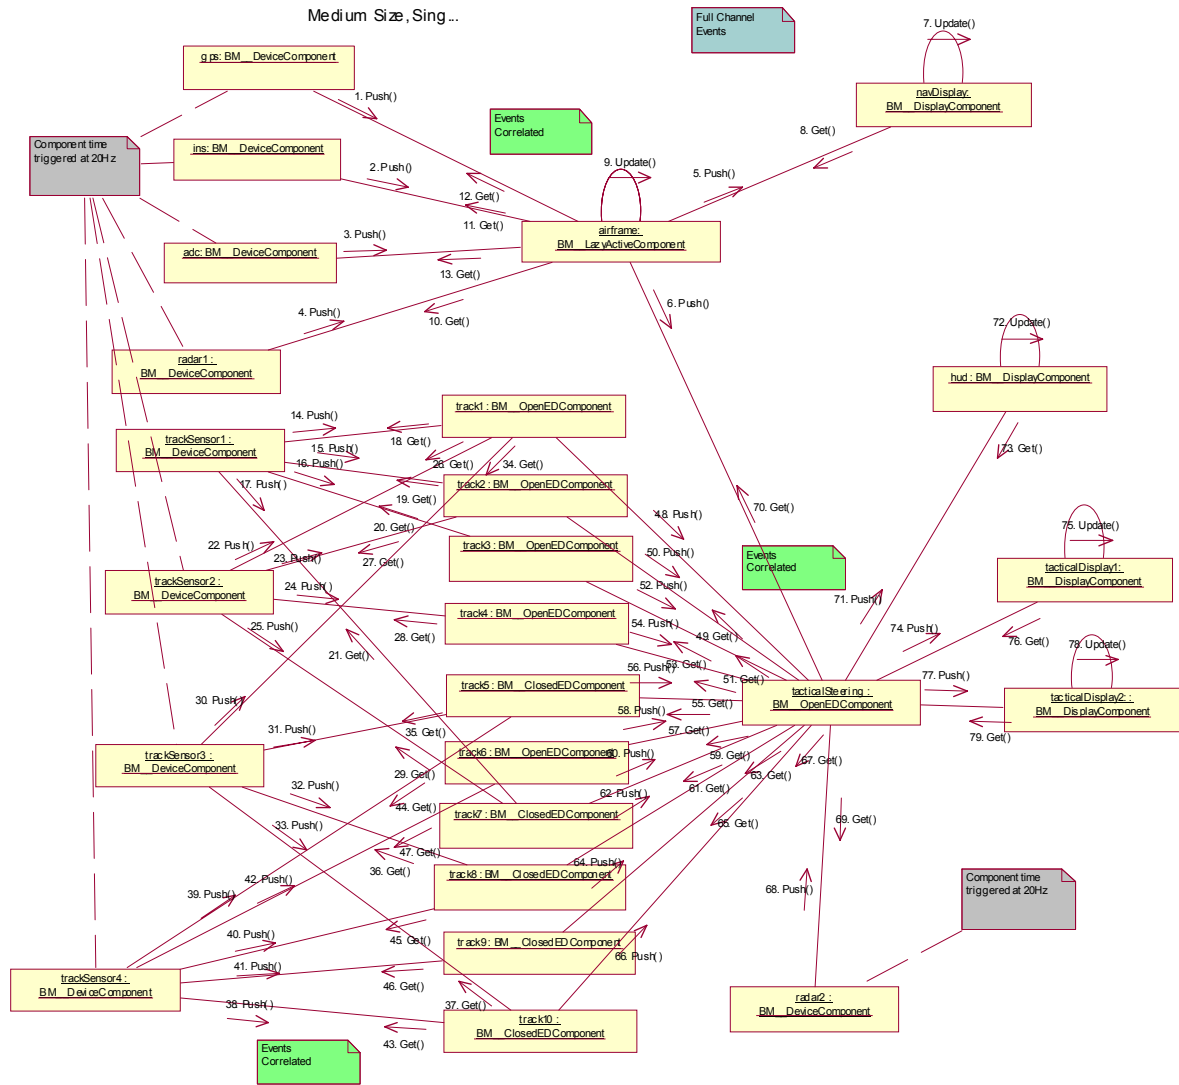 Medium Size, Sing...
Full Channel
Events
7. Update()
gps: BM__DeviceComponent
navDisplay:
BM__DisplayComponent
1. Push()
Events
Correlated
8. Get()
Component time
triggered at 20Hz
ins: BM__DeviceComponent
2. Push()
9. Update()
5. Push()
12. Get()
11. Get()
airframe:
BM__LazyActiveComponent
3. Push()
adc: BM__DeviceComponent
13. Get()
6. Push()
4. Push()
10. Get()
72. Update()
radar1 :
BM__DeviceComponent
hud : BM__DisplayComponent
track1 : BM__OpenEDComponent
14. Push()
18. Get()
trackSensor1 :
BM__DeviceComponent
15. Push()
16. Push()
26. Get()
34. Get()
73. Get()
17. Push()
track2 : BM__OpenEDComponent
19. Get()
70. Get()
48. Push()
20. Get()
75. Update()
22. Push()
track3 : BM__OpenEDComponent
50. Push()
23. Push()
27. Get()
Events
Correlated
tacticalDisplay1:
BM__DisplayComponent
trackSensor2 :
BM__DeviceComponent
24. Push()
52. Push()
71. Push()
track4 : BM__OpenEDComponent
25. Push()
54. Push()
74. Push()
28. Get()
49. Get()
76. Get()
78. Update()
21. Get()
53. Get()
56. Push()
51. Get()
77. Push()
track5 : BM__ClosedEDComponent
tacticalSteering :
BM__OpenEDComponent
tacticalDisplay2 :
BM__DisplayComponent
30. Push()
55. Get()
58. Push()
31. Push()
35. Get()
57. Get()
79. Get()
trackSensor3 :
BM__DeviceComponent
track6 : BM__OpenEDComponent
60. Push()
59. Get()
67. Get()
29. Get()
63. Get()
32. Push()
62. Push()
61. Get()
44. Get()
track7 : BM__ClosedEDComponent
33. Push()
65. Get()
69. Get()
47. Get()
36. Get()
64. Push()
track8 : BM__ClosedEDComponent
42. Push()
39. Push()
68. Push()
Component time
triggered at 20Hz
40. Push()
45. Get()
track9 : BM__ClosedEDComponent
41. Push()
66. Push()
trackSensor4 :
BM__DeviceComponent
46. Get()
38. Push()
37. Get()
radar2 :
BM__DeviceComponent
track10 :
BM__ClosedEDComponent
43. Get()
Events
Correlated